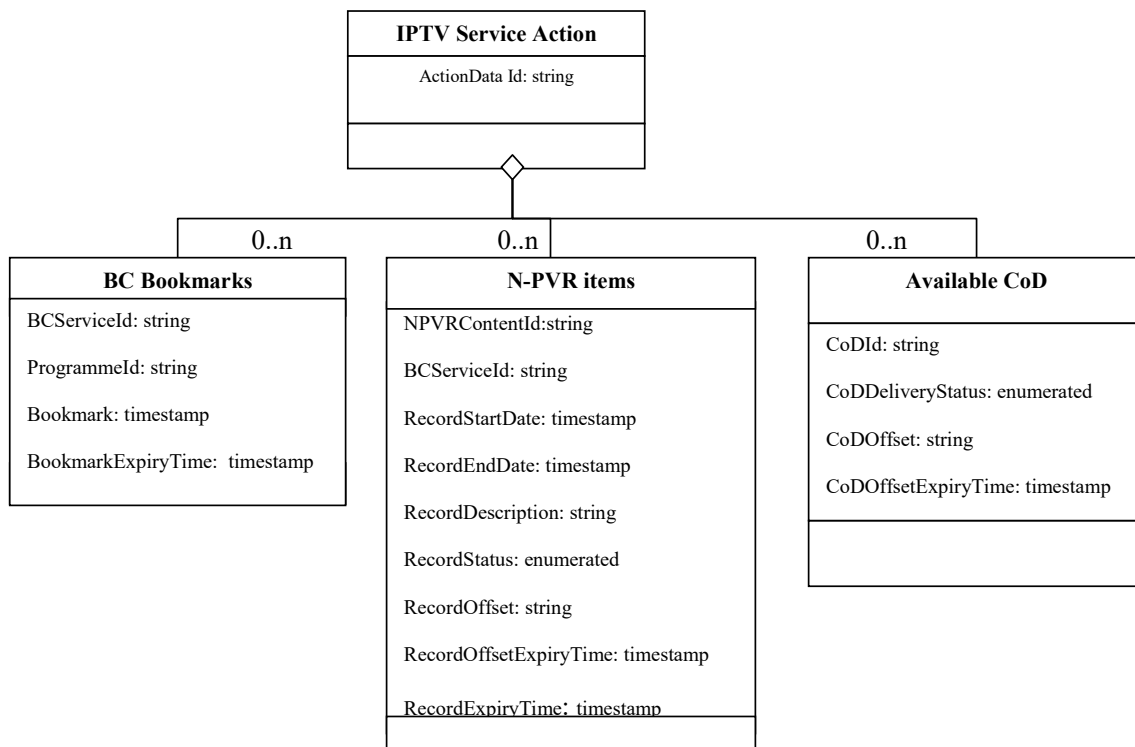 IPTV Service Action
ActionData Id: string
0..n
0..n
0..n
BC Bookmarks
BCServiceId: string
ProgrammeId: string
Bookmark: timestamp
BookmarkExpiryTime:  timestamp
N-PVR items
NPVRContentId:string
BCServiceId: string
RecordStartDate: timestamp
RecordEndDate: timestamp
RecordDescription: string
RecordStatus: enumerated
RecordOffset: string
RecordOffsetExpiryTime: timestamp
RecordExpiryTime: timestamp
Available CoD
CoDId: string
CoDDeliveryStatus: enumerated
CoDOffset: string
CoDOffsetExpiryTime: timestamp